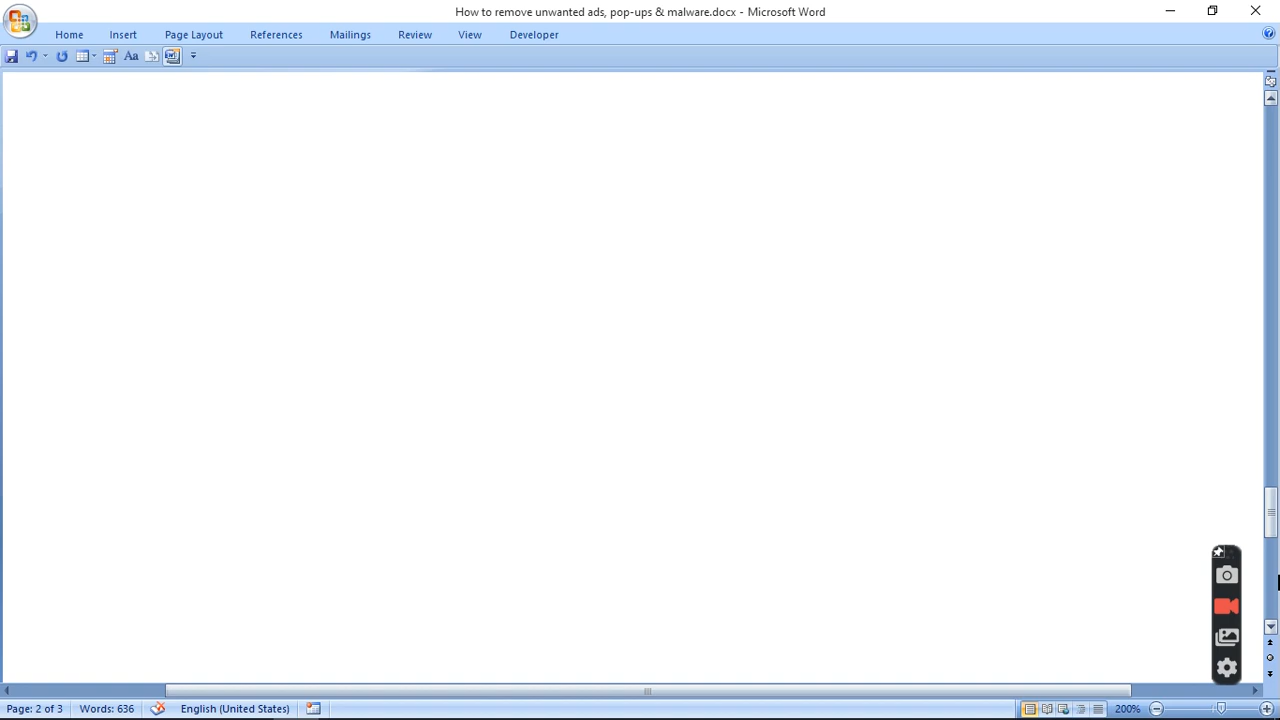 How to remove unwanted ads, pop-ups & malware.docx - Microsoft Word
Home Insert Page Layout References Mailings Review View Developer
Aa
Page: 2 of 3 Words: 636 English (United States) 200%